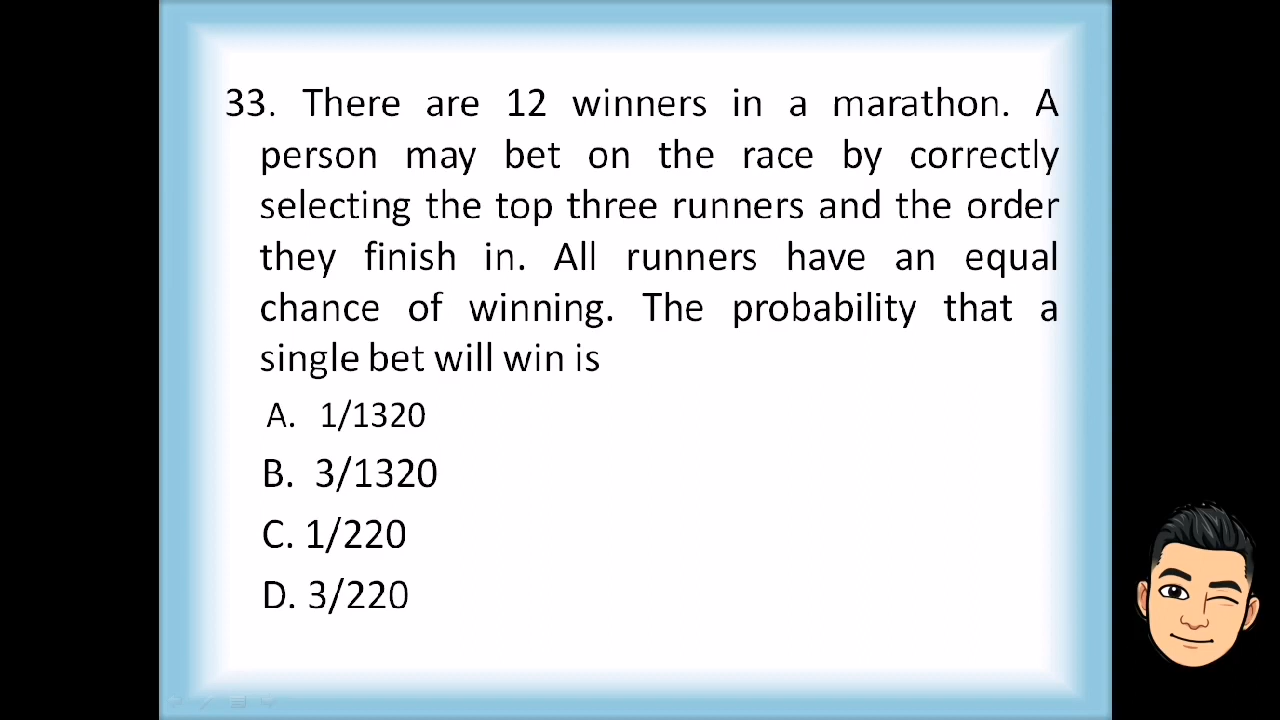 33. There are 12 winners in a marathon. A
person may bet on the race by correctly
selecting the top three runners and the order
they finish in. All runners have an equal
chance of winning. The probability that a
single bet will win is
A. 1/1320
B. 3/1320
C. 1/220
D. 3/220